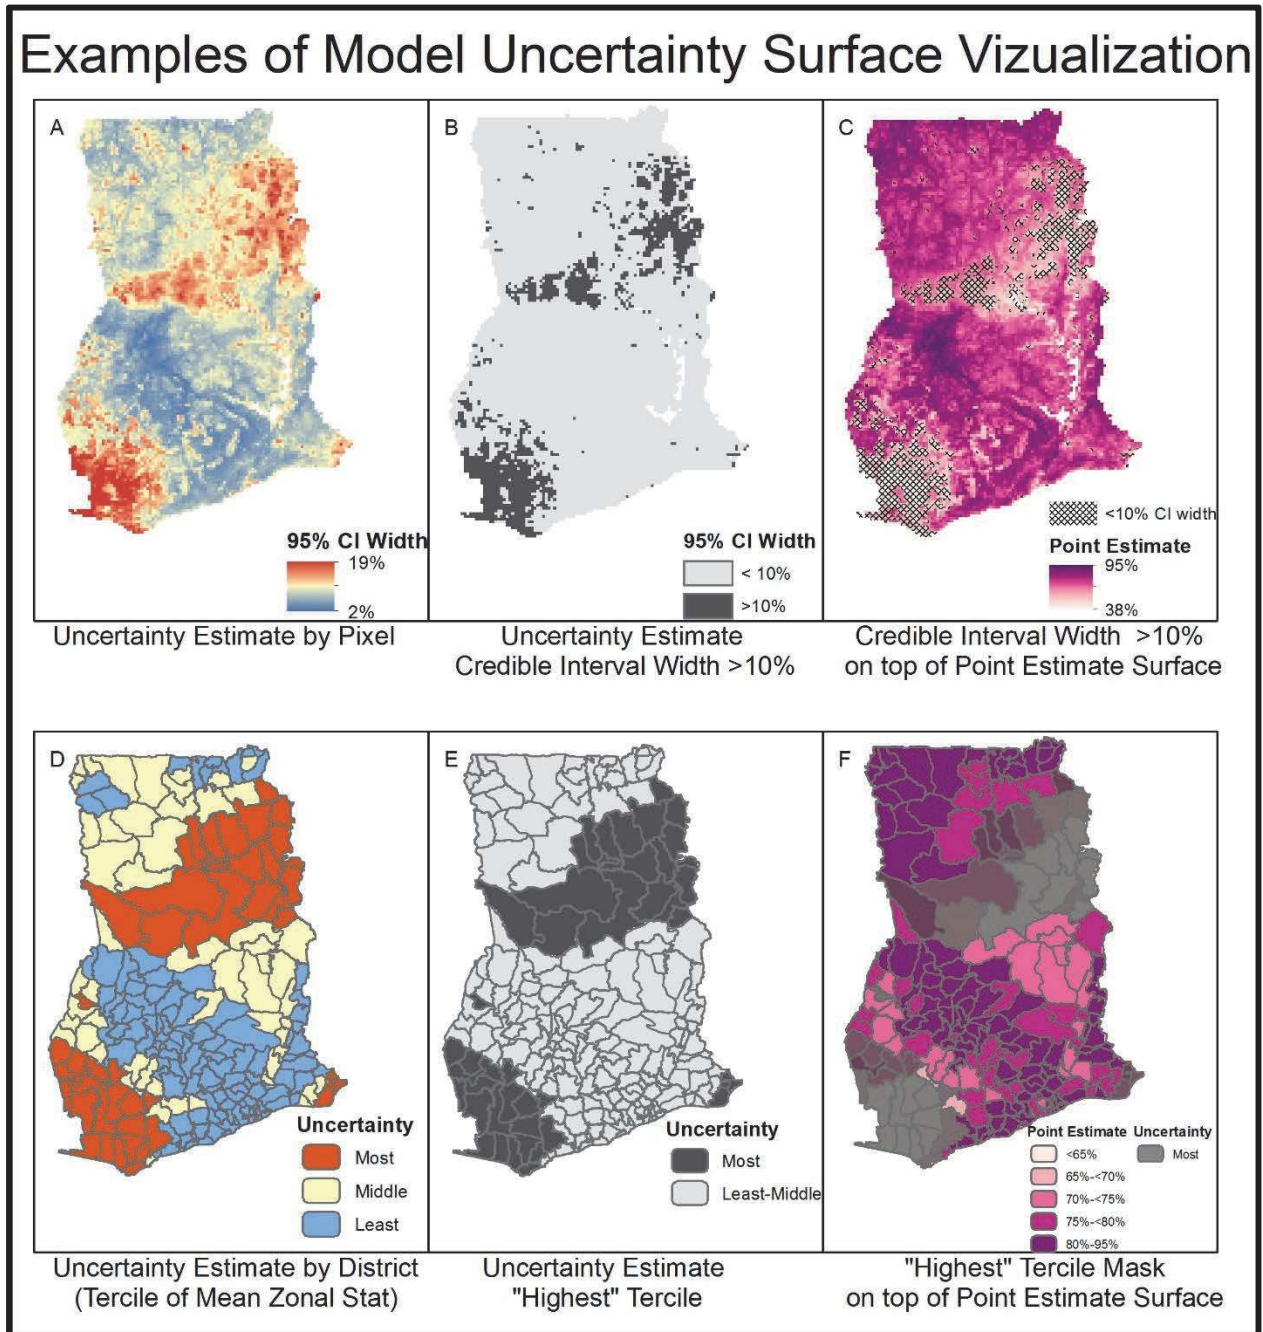 Examples of Model Uncertainty Surface Vizualization
A
95% CI Width
19%
2%
Uncertainty Estimate by Pixel
B
95% CI Width
< 10%
>10%
Uncertainty Estimate
Credible Interval Width >10%
C
<10% CI width
Point Estimate
95%
38%
Credible Interval Width >10%
on top of Point Estimate Surface
D
Uncertainty
Most
Middle
Least
Uncertainty Estimate by District
(Tercile of Mean Zonal Stat)
E
Uncertainty
Most
Least-Middle
Uncertainty Estimate
"Highest" Tercile
F
Point Estimate
<65%
65%-<70%
70%-<75%
75%-<80%
80%-95%
Uncertainty
Most
"Highest" Tercile Mask
on top of Point Estimate Surface